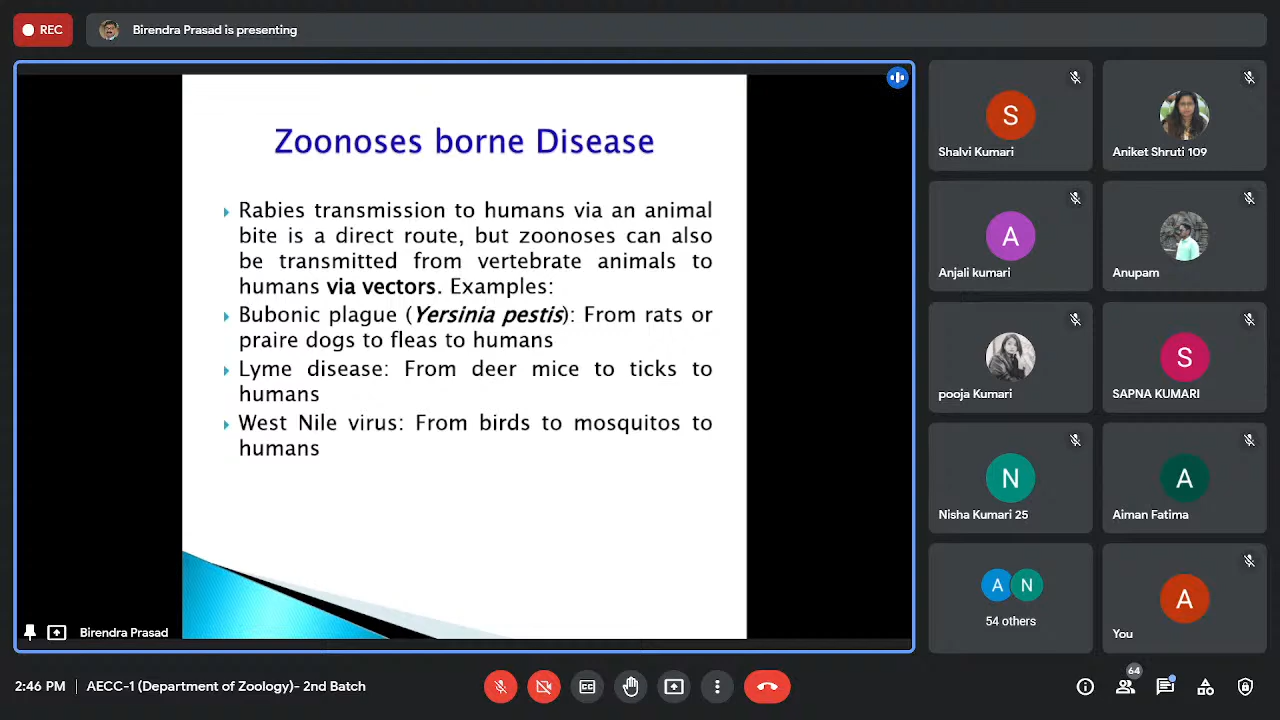 REC
Birendra Prasad is presenting
Zoonoses borne Disease
Rabies transmission to humans via an animal
bite is a direct route, but zoonoses can also
be transmitted from vertebrate animals to
humans via vectors. Examples:
Bubonic plague (Yersinia pestis): From rats or
praire dogs to fleas to humans
Lyme disease: From deer mice to ticks to
humans
West Nile virus: From birds to mosquitos to
humans
Birendra Prasad
S
Shalvi Kumari
Aniket Shruti 109
A
Anjali kumari
Anupam
pooja Kumari
S
SAPNA KUMARI
N
Nisha Kumari 25
A
Aiman Fatima
A N
54 others
A
You
2:46 PM | AECC-1 (Department of Zoology)- 2nd Batch
64